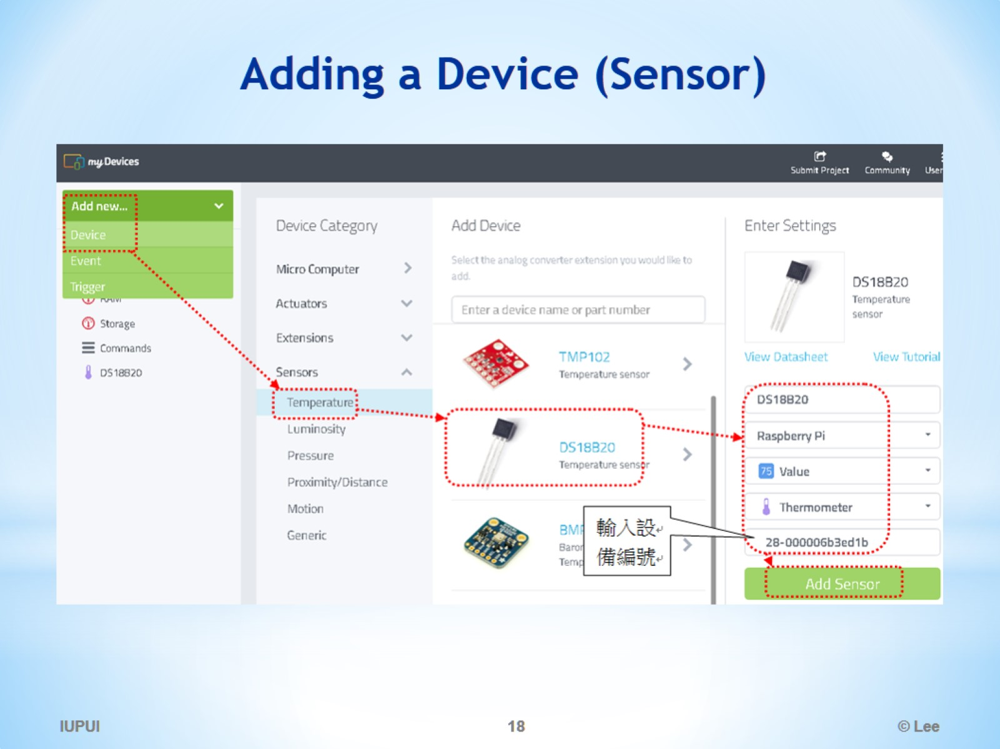 Adding a Device (Sensor)
myDevices
Submit Project
Community
User
Add new...
Device
Event
Trigger
RAM
Storage
Commands
DS18B20
Device Category
Micro Computer
Actuators
Extensions
Sensors
Temperature
Luminosity
Pressure
Proximity/Distance
Motion
Generic
Add Device
Select the analog converter extension you would like to
add.
Enter a device name or part number
TMP102
Temperature sensor
DS18B20
Temperature sensor
BMP
Baro
Temp
輸入設
備編號
Enter Settings
DS18B20
Temperature
sensor
View Datasheet
View Tutorial
DS18B20
Raspberry Pi
75 Value
Thermometer
28-000006b3ed1b
Add Sensor
IUPUI
18
© Lee